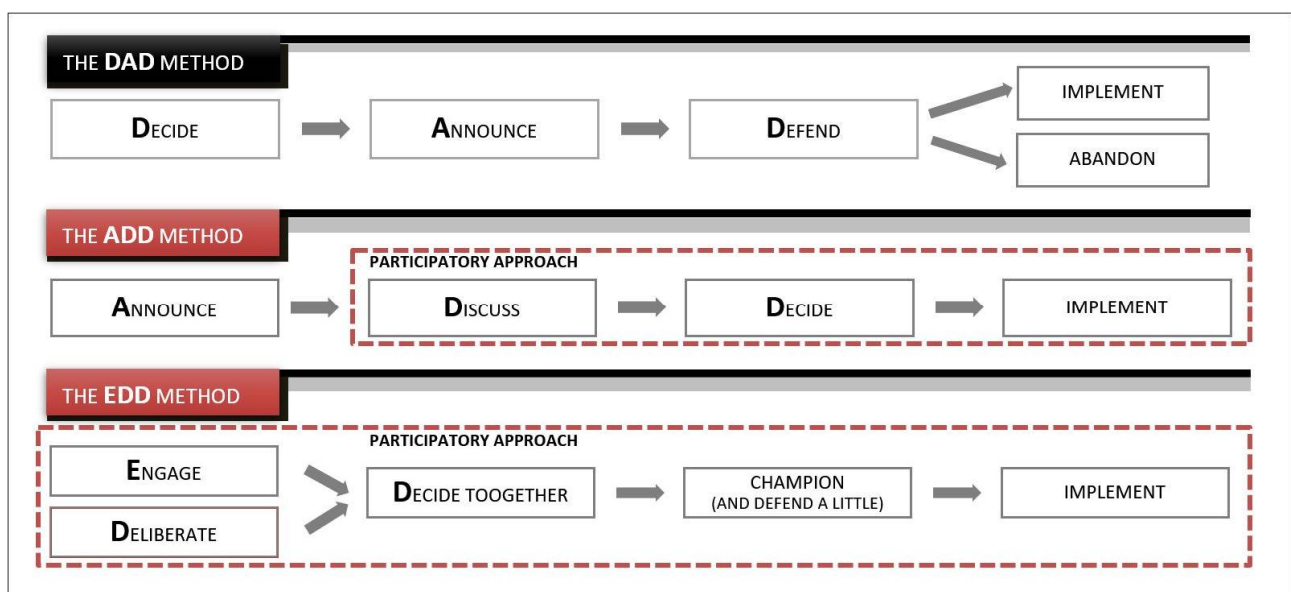 THE DAD METHOD
DECIDE
ANNOUNCE
DEFEND
IMPLEMENT
ABANDON
THE ADD METHOD
PARTICIPATORY APPROACH
ANNOUNCE
DISCUSS
DECIDE
IMPLEMENT
THE EDD METHOD
PARTICIPATORY APPROACH
ENGAGE
DELIBERATE
DECIDE TOOGETHER
CHAMPION
(AND DEFEND A LITTLE)
IMPLEMENT